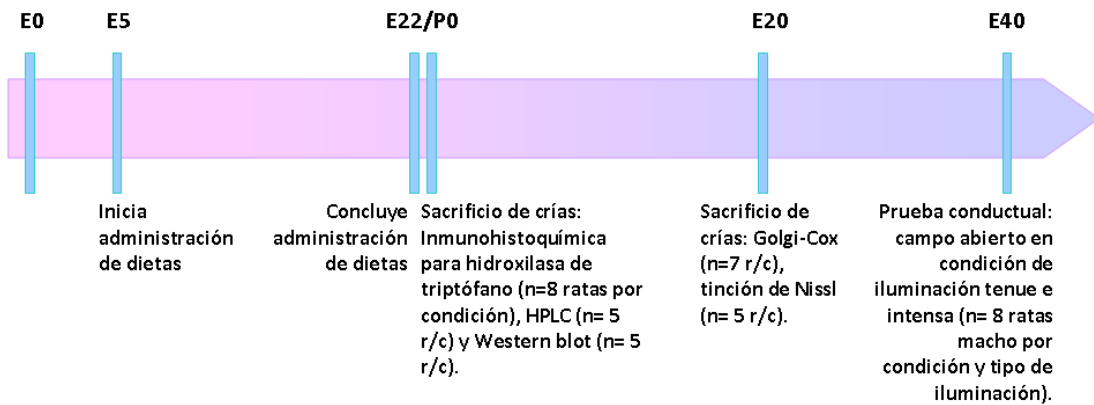 E0
E5
E22/P0
E20
E40
Inicia
administración
de dietas
Concluye
administración
de dietas
Sacrificio de crías:
Inmunohistoquímica
para hidroxilasa de
triptófano (n=8 ratas por
condición), HPLC (n= 5
r/c) y Western blot (n= 5
r/c).
Sacrificio de
crías: Golgi-Cox
(n=7 r/c),
tinción de Nissl
(n= 5 r/c).
Prueba conductual:
campo abierto en
condición de
iluminación tenue e
intensa (n= 8 ratas
macho por
condición y tipo de
iluminación).